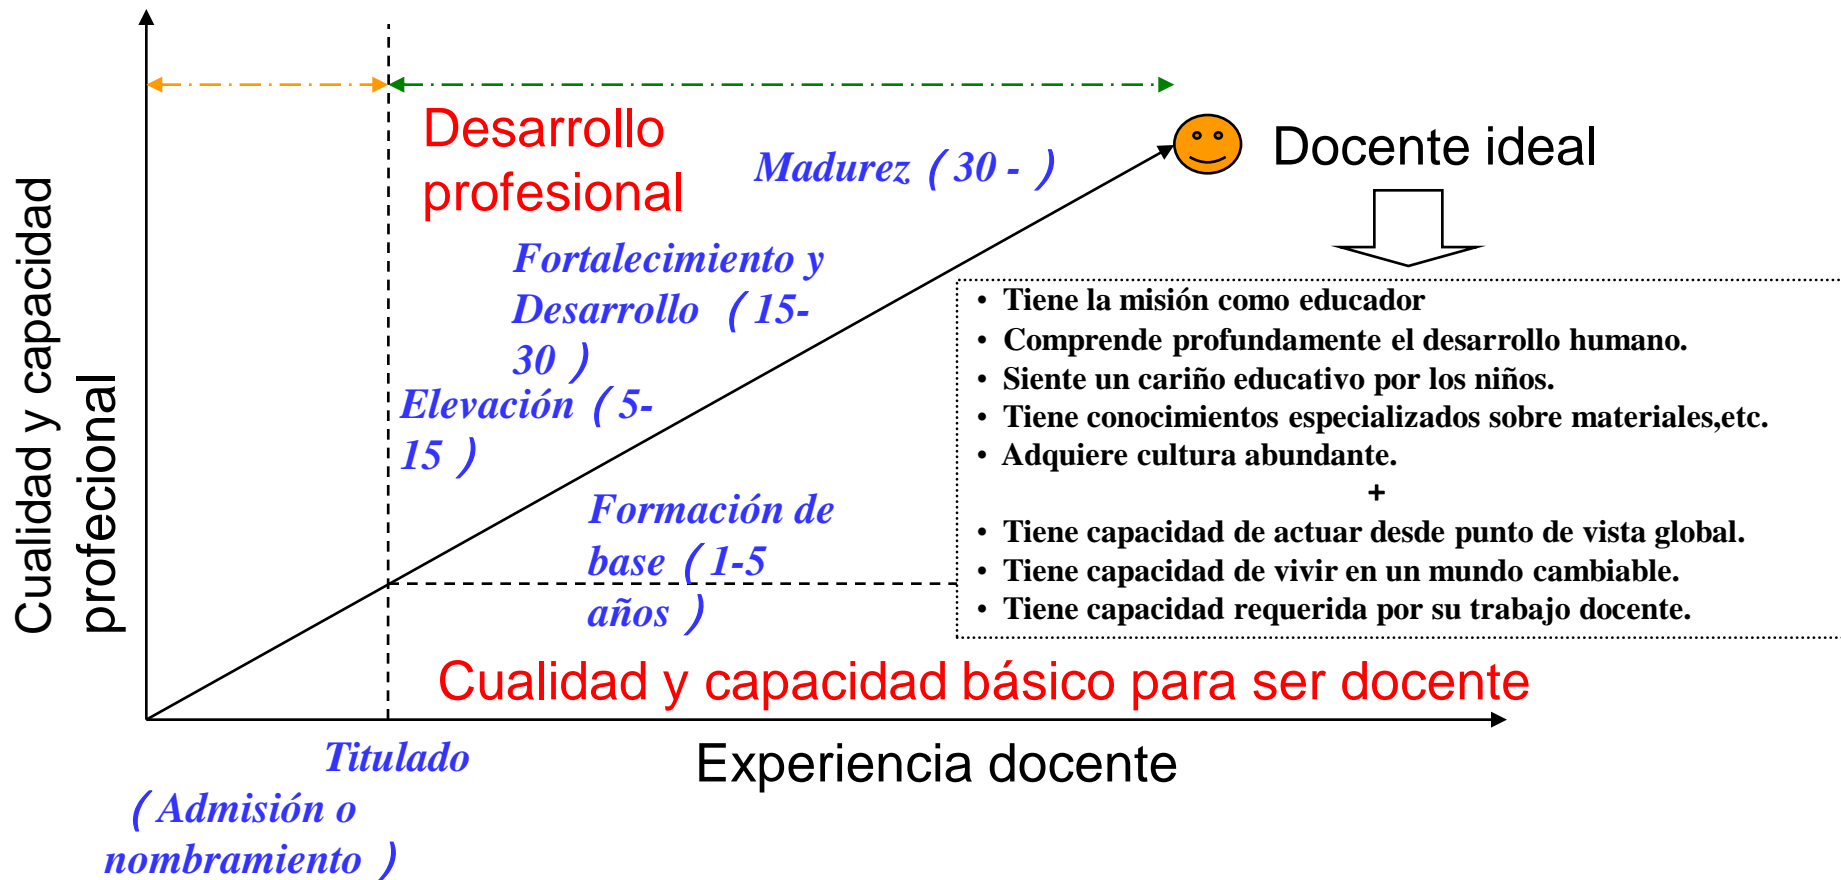 Cualidad y capacidad
profecional
Desarrollo
profesional
Madurez ( 30 - )
Docente ideal
Fortalecimiento y
Desarrollo ( 15-
30 )
Elevación ( 5-
15 )
Formación de
base ( 1-5
años )
• Tiene la misión como educador
• Comprende profundamente el desarrollo humano.
• Siente un cariño educativo por los niños.
• Tiene conocimientos especializados sobre materiales,etc.
• Adquiere cultura abundante.
+
• Tiene capacidad de actuar desde punto de vista global.
• Tiene capacidad de vivir en un mundo cambiable.
• Tiene capacidad requerida por su trabajo docente.
Cualidad y capacidad básico para ser docente
Titulado
( Admisión o
nombramiento )
Experiencia docente